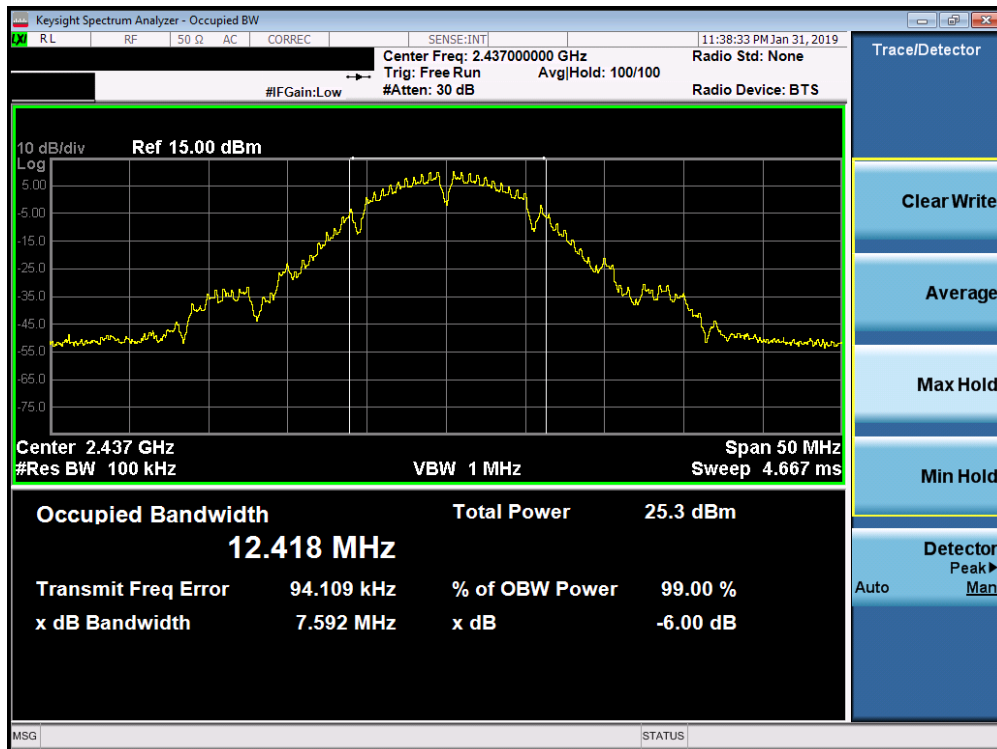 Keysight Spectrum Analyzer - Occupied BW
LXI RL RF 50 Ω AC CORREC SENSE:INT 11:38:33 PM Jan 31, 2019
Center Freq: 2.437000000 GHz Radio Std: None
Trig: Free Run Avg|Hold: 100/100
#IFGain:Low #Atten: 30 dB Radio Device: BTS
Trace/Detector
10 dB/div Ref 15.00 dBm
Log
5.00
-5.00
-15.0
-25.0
-35.0
-45.0
-55.0
-65.0
-75.0
Center 2.437 GHz Span 50 MHz
#Res BW 100 kHz VBW 1 MHz Sweep 4.667 ms
Occupied Bandwidth Total Power 25.3 dBm
12.418 MHz
Transmit Freq Error 94.109 kHz % of OBW Power 99.00 %
x dB Bandwidth 7.592 MHz x dB -6.00 dB
Clear Write
Average
Max Hold
Min Hold
Detector
Peak▶
Auto Man
MSG STATUS